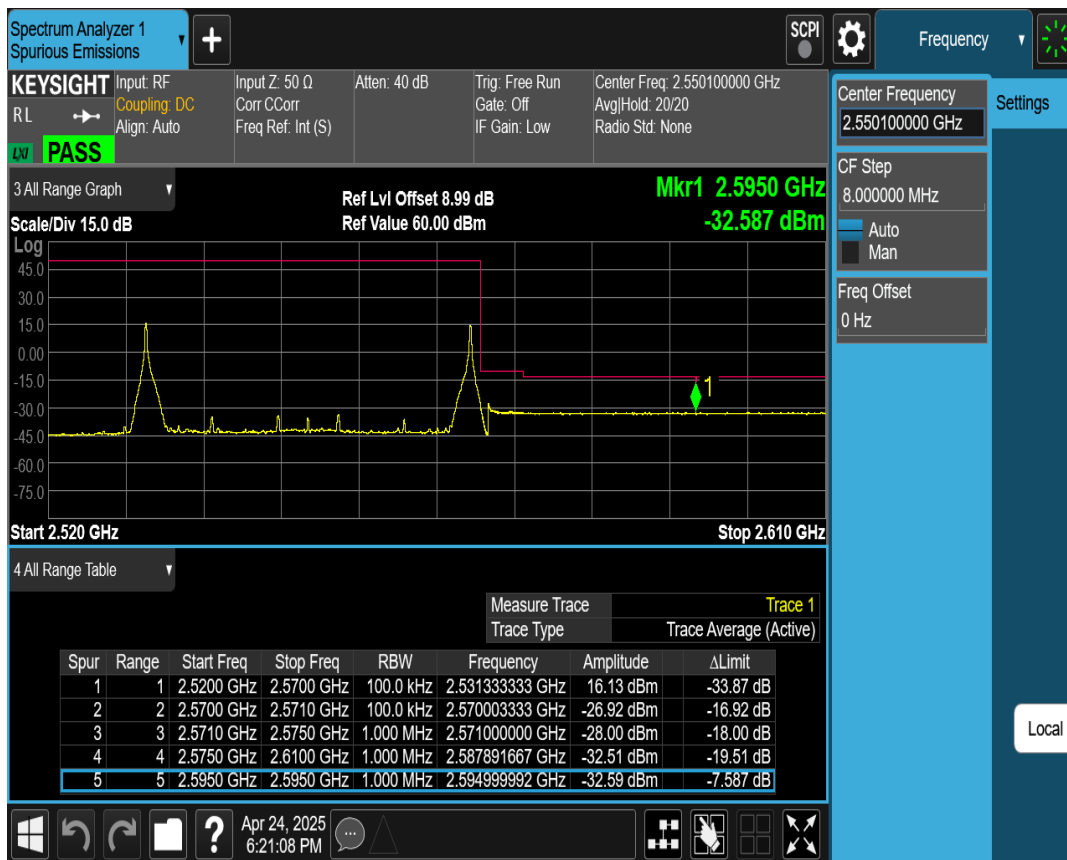 Spectrum Analyzer 1
Spurious Emissions
+
SCPI
Frequency
KEYSIGHT
RL
LXI
PASS
Input: RF
Coupling: DC
Align: Auto
Input Z: 50 Ω
Corr CCorr
Freq Ref: Int (S)
Atten: 40 dB
Trig: Free Run
Gate: Off
IF Gain: Low
Center Freq: 2.550100000 GHz
Avg|Hold: 20/20
Radio Std: None
Center Frequency
2.550100000 GHz
Settings
CF Step
8.000000 MHz
Auto
Man
Freq Offset
0 Hz
3 All Range Graph
Scale/Div 15.0 dB
Ref Lvl Offset 8.99 dB
Ref Value 60.00 dBm
Mkr1 2.5950 GHz
-32.587 dBm
Log
45.0
30.0
15.0
0.00
-15.0
-30.0
-45.0
-60.0
-75.0
1
Start 2.520 GHz
Stop 2.610 GHz
4 All Range Table
Measure Trace Trace 1
Trace Type Trace Average (Active)
Spur Range Start Freq Stop Freq RBW Frequency Amplitude ΔLimit
1 1 2.5200 GHz 2.5700 GHz 100.0 kHz 2.531333333 GHz 16.13 dBm -33.87 dB
2 2 2.5700 GHz 2.5710 GHz 100.0 kHz 2.570003333 GHz -26.92 dBm -16.92 dB
3 3 2.5710 GHz 2.5750 GHz 1.000 MHz 2.571000000 GHz -28.00 dBm -18.00 dB
4 4 2.5750 GHz 2.6100 GHz 1.000 MHz 2.587891667 GHz -32.51 dBm -19.51 dB
5 5 2.5950 GHz 2.5950 GHz 1.000 MHz 2.594999992 GHz -32.59 dBm -7.587 dB
Local
?
Apr 24, 2025
6:21:08 PM